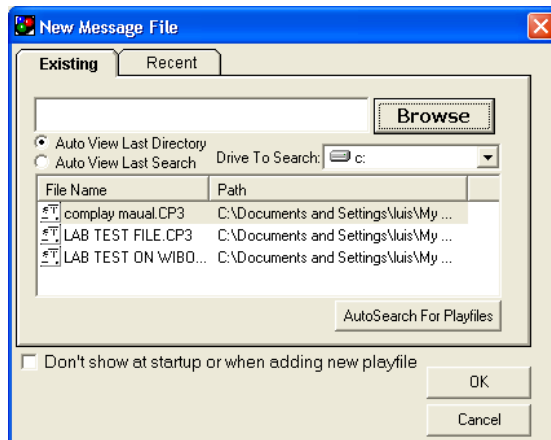 New Message File
Existing Recent
Browse
Auto View Last Directory
Auto View Last Search
Drive To Search: c:
File Name Path
complay maual.CP3 C:\Documents and Settings\luis\My ...
LAB TEST FILE.CP3 C:\Documents and Settings\luis\My ...
LAB TEST ON WIBO... C:\Documents and Settings\luis\My ...
AutoSearch For Playfiles
Don't show at startup or when adding new playfile
OK
Cancel